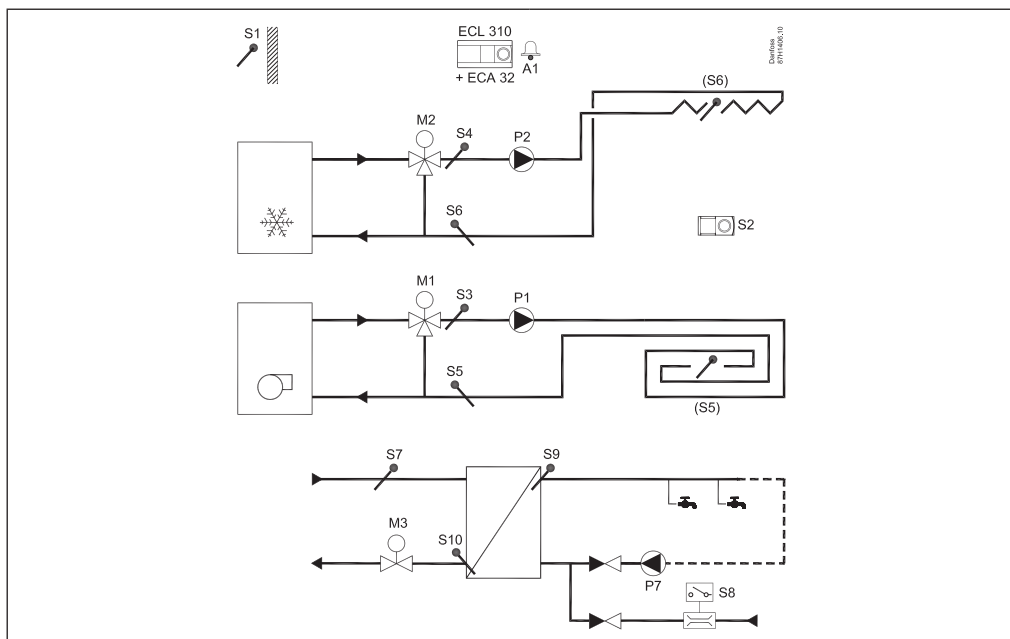 S1
ECL 310
A1
+ ECA 32
Danfoss
87H1406.10
(S6)
M2
S4
P2
S6
S2
M1
S3
P1
S5
(S5)
S7
S9
M3
S10
P7
S8